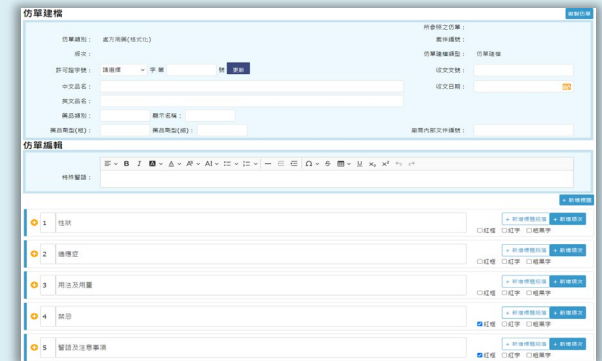 仿單建檔
複製仿單
所參照之仿單：
仿單類別： 處方用藥(格式化)
案件編號：
版次：
仿單建檔類型： 仿單建檔
許可證字號： 請選擇 字 第 號 更新
收文文號：
中文品名：
收文日期：
英文品名：
藥品類別： 顯示名稱：
藥品劑型(粗)： 藥品劑型(細)：
廠商內部文件編號：
仿單編輯
B I A A AI Ω S U x₂ x²
特殊警語：
+ 新增標題
1 性狀
+ 新增標題段落 + 新增項次
紅框 紅字 粗黑字
2 適應症
+ 新增標題段落 + 新增項次
紅框 紅字 粗黑字
3 用法及用量
+ 新增標題段落 + 新增項次
紅框 紅字 粗黑字
4 禁忌
+ 新增標題段落 + 新增項次
紅框 紅字 粗黑字
5 警語及注意事項
+ 新增標題段落 + 新增項次
紅框 紅字 粗黑字